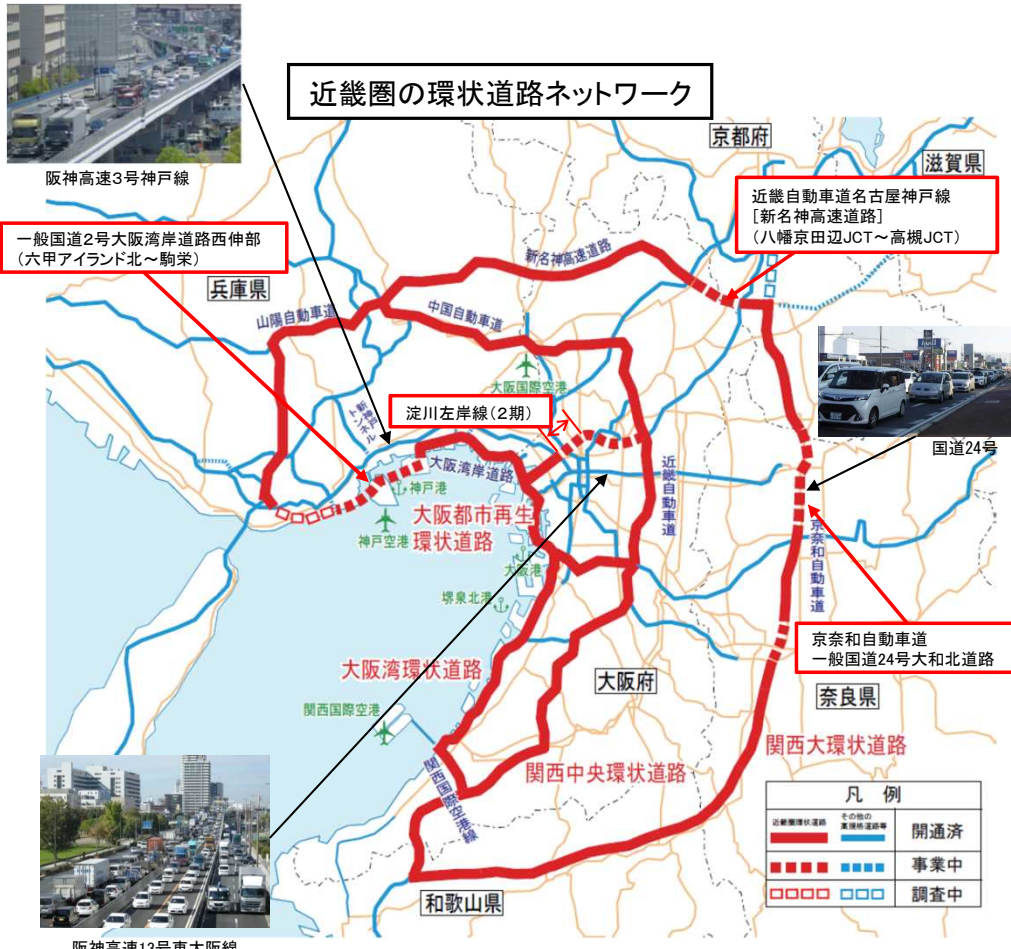 近畿圏の環状道路ネットワーク
阪神高速3号神戸線
京都府
滋賀県
近畿自動車道名古屋神戸線
[新名神高速道路]
(八幡京田辺JCT～高槻JCT)
一般国道2号大阪湾岸道路西伸部
(六甲アイランド北～駒栄)
新名神高速道路
兵庫県
山陽自動車道
中国自動車道
大阪国際空港
国道24号
新神戸
トンネル
淀川左岸線(2期)
大阪湾岸道路
近畿自動車道
神戸港
神戸空港
大阪都市再生
環状道路
大阪港
京奈和自動車道
堺泉北港
京奈和自動車道
一般国道24号大和北道路
大阪湾環状道路
大阪府
奈良県
関西国際空港
関西国際空港線
関西中央環状道路
関西大環状道路
和歌山県
凡 例
近畿圏環状道路
その他の
高規格道路等
開通済
事業中
調査中
阪神高速13号東大阪線